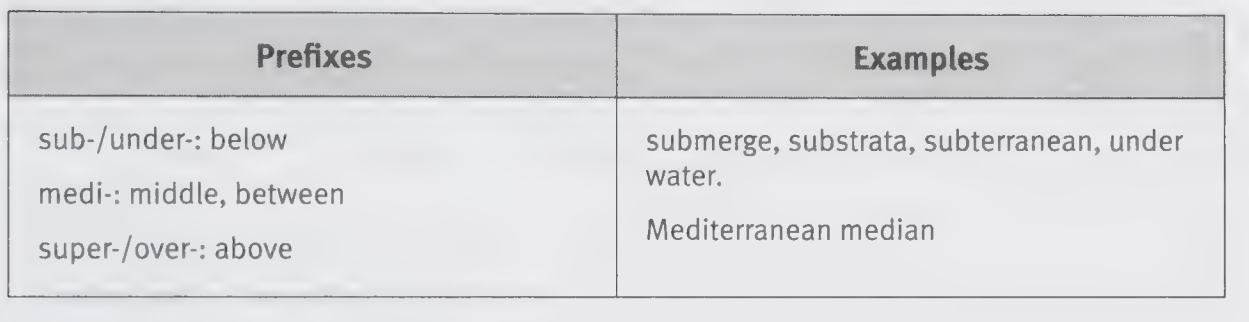 Prefixes
Examples
sub-/under-: below
medi-: middle, between
super-/over-: above
submerge, substrata, subterranean, under
water.
Mediterranean median